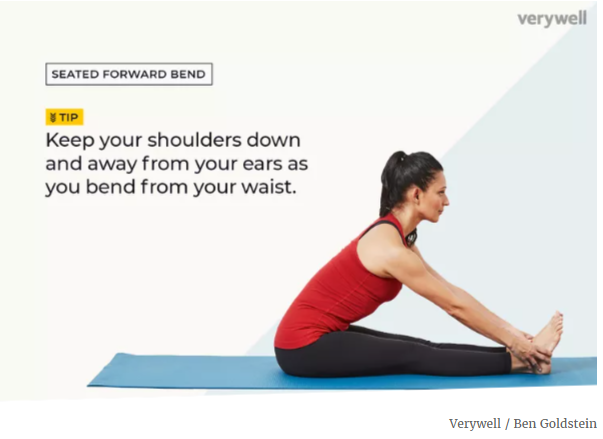 verywell
SEATED FORWARD BEND
TIP
Keep your shoulders down
and away from your ears as
you bend from your waist.
Verywell / Ben Goldstein